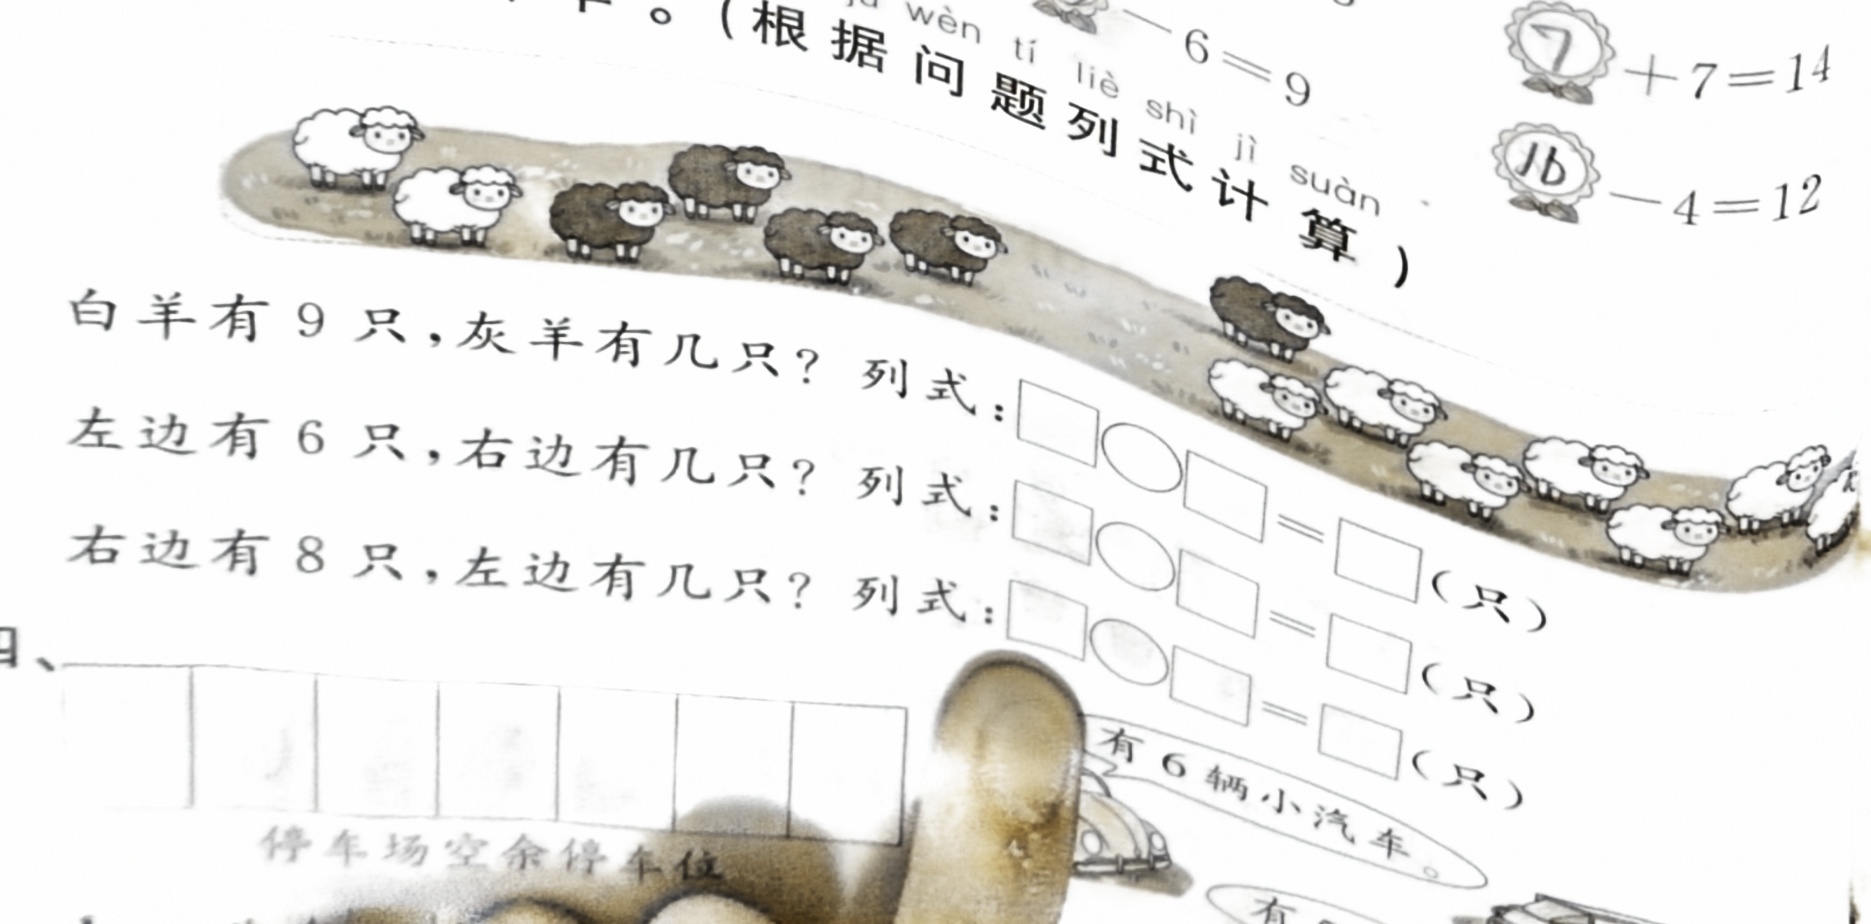 －6＝9
7＋7＝14
16－4＝12
jù wèn tí liè shì jì suàn
。（根据问题列式计算）
白羊有9只，灰羊有几只？列式：□○□＝□（只）
左边有6只，右边有几只？列式：□○□＝□（只）
右边有8只，左边有几只？列式：□○□＝□（只）
四、
停车场空余停车位
有6辆小汽车。
有